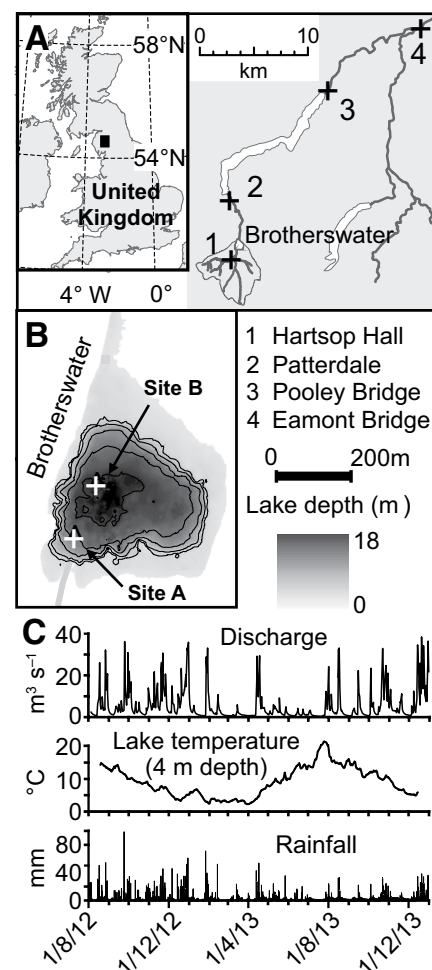 A
58°N
54°N
United
Kingdom
4° W
0°
0
10
km
4
3
2
1
Brotherswater
B
Brotherswater
Site B
Site A
1 Hartsop Hall
2 Patterdale
3 Pooley Bridge
4 Eamont Bridge
0
200m
Lake depth (m )
18
0
C
Discharge
m³ s⁻¹
40
20
0
Lake temperature
(4 m depth)
°C
20
10
0
Rainfall
mm
80
40
0
1/8/12
1/12/12
1/4/13
1/8/13
1/12/13